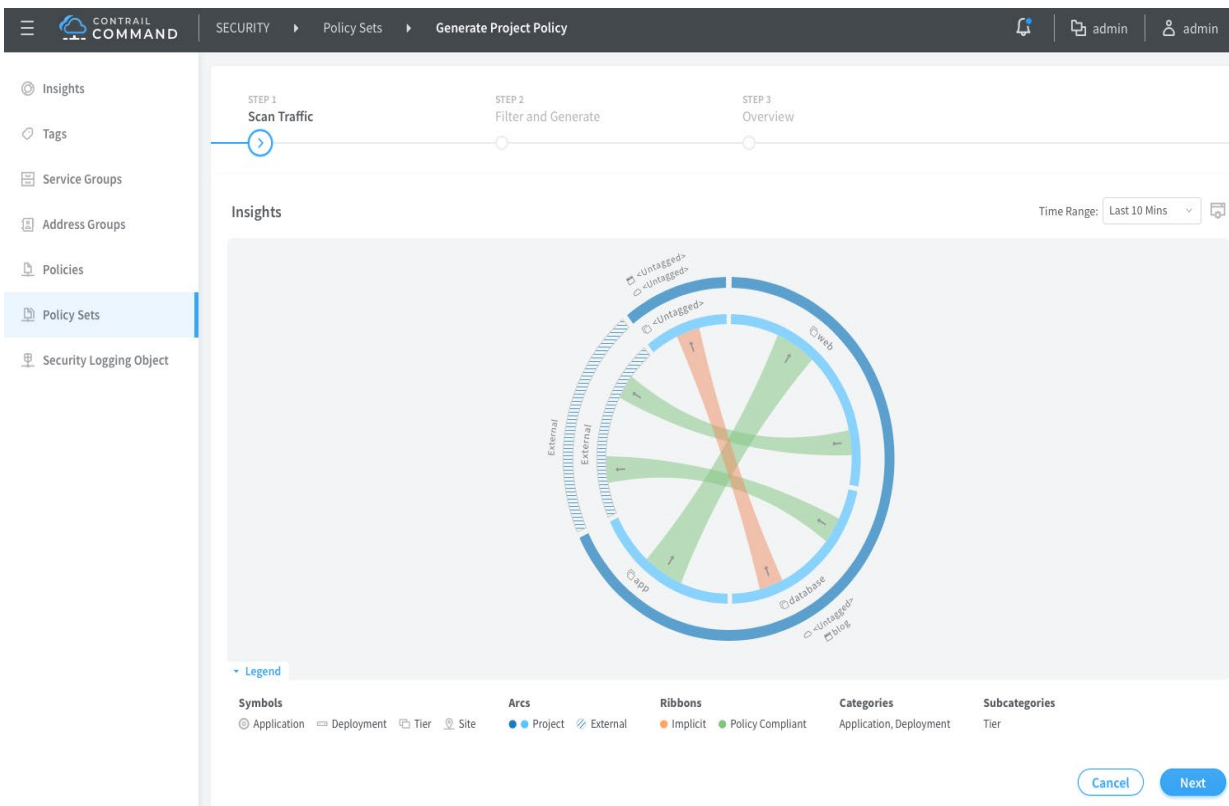 CONTRAIL
COMMAND
SECURITY
Policy Sets
Generate Project Policy
admin
admin
Insights
Tags
Service Groups
Address Groups
Policies
Policy Sets
Security Logging Object
STEP 1
Scan Traffic
STEP 2
Filter and Generate
STEP 3
Overview
Insights
Time Range:
Last 10 Mins
<Untagged>
<Untagged>
<Untagged>
web
External
External
app
database
<Untagged>
blog
Legend
Symbols
Application
Deployment
Tier
Site
Arcs
Project
External
Ribbons
Implicit
Policy Compliant
Categories
Application, Deployment
Subcategories
Tier
Cancel
Next